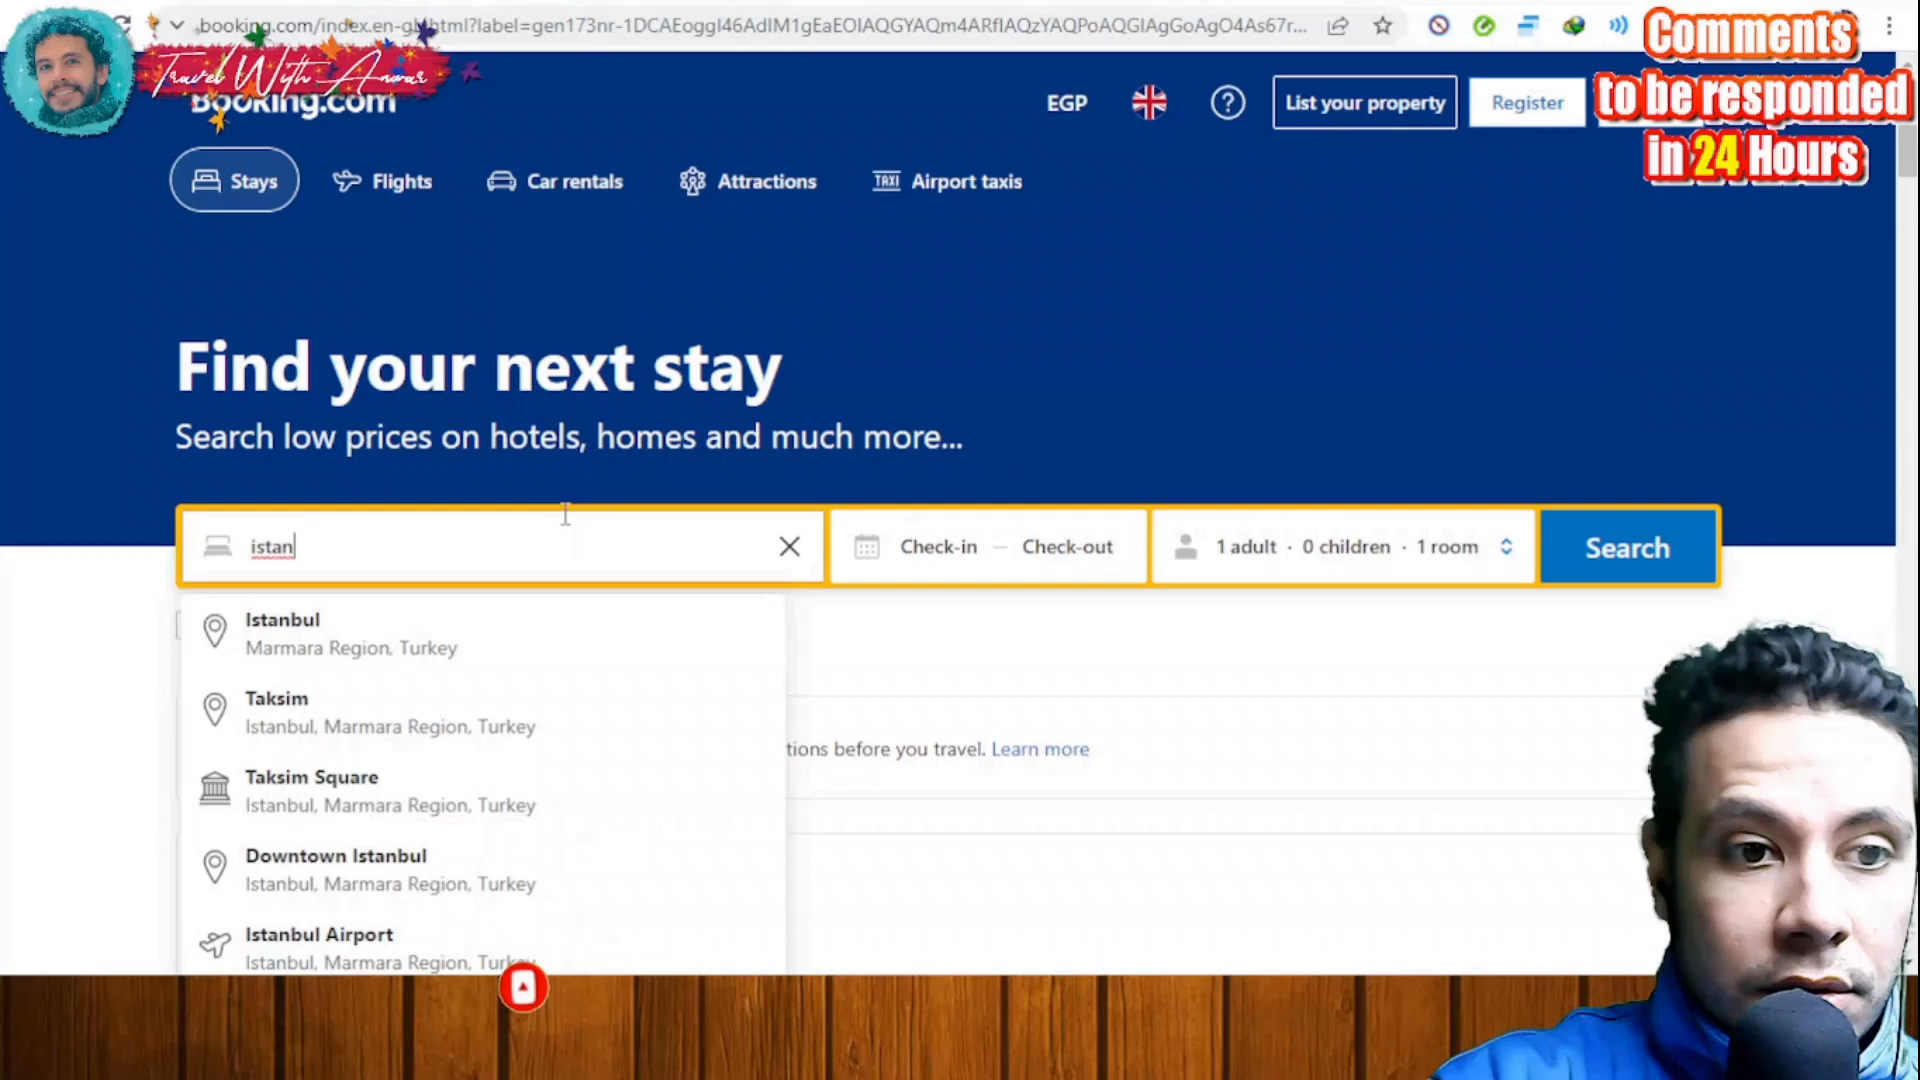 booking.com/index.en-gb.html?label=gen173nr-1DCAEoggI46AdIM1gEaEOIAQGYAQm4ARfIAQzYAQPoAQGIAgGoAgO4As67r...
Travel With Anwar
Booking.com
EGP
List your property
Register
Comments
to be responded
in 24 Hours
Stays
Flights
Car rentals
Attractions
TAXI
Airport taxis
Find your next stay
Search low prices on hotels, homes and much more...
istan
Check-in — Check-out
1 adult · 0 children · 1 room
Search
Istanbul
Marmara Region, Turkey
Taksim
Istanbul, Marmara Region, Turkey
tions before you travel. Learn more
Taksim Square
Istanbul, Marmara Region, Turkey
Downtown Istanbul
Istanbul, Marmara Region, Turkey
Istanbul Airport
Istanbul, Marmara Region, Turkey